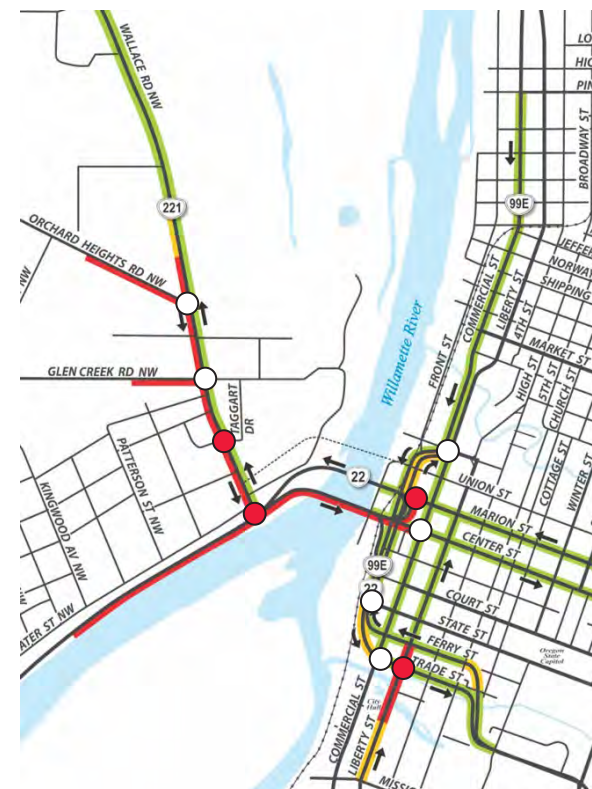 WALLACE RD NW
221
ORCHARD HEIGHTS RD NW
NW
GLEN CREEK RD NW
TAGGART
DR
PATTERSON ST NW
KINGWOOD AV NW
ATER ST NW
Willamette River
22
LO
HIG
PIN
BROADWAY ST
99E
JEFFE
NORWAY
SHIPPING
COMMERCIAL ST
LIBERTY ST
4TH ST
FRONT ST
MARKET ST
HIGH ST
5TH ST
CHURCH ST
COTTAGE ST
WINTER ST
UNION ST
MARION ST
CENTER ST
99E
22
COURT ST
STATE ST
FERRY ST
TRADE ST
Oregon
State
Capitol
City
Hall
COMMERCIAL ST
LIBERTY ST
MISS